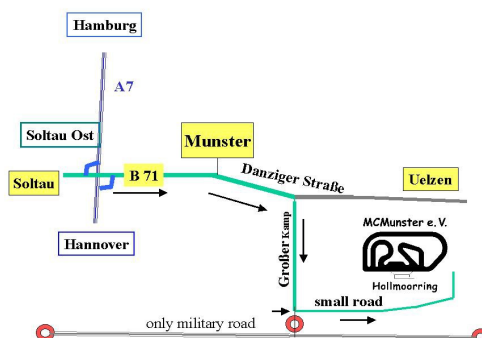 Hamburg
A7
Soltau Ost
Munster
Soltau
B 71
Danziger Straße
Uelzen
Hannover
Großer Kamp
MCMunster e. V.
Hollmoorring
small road
only military road